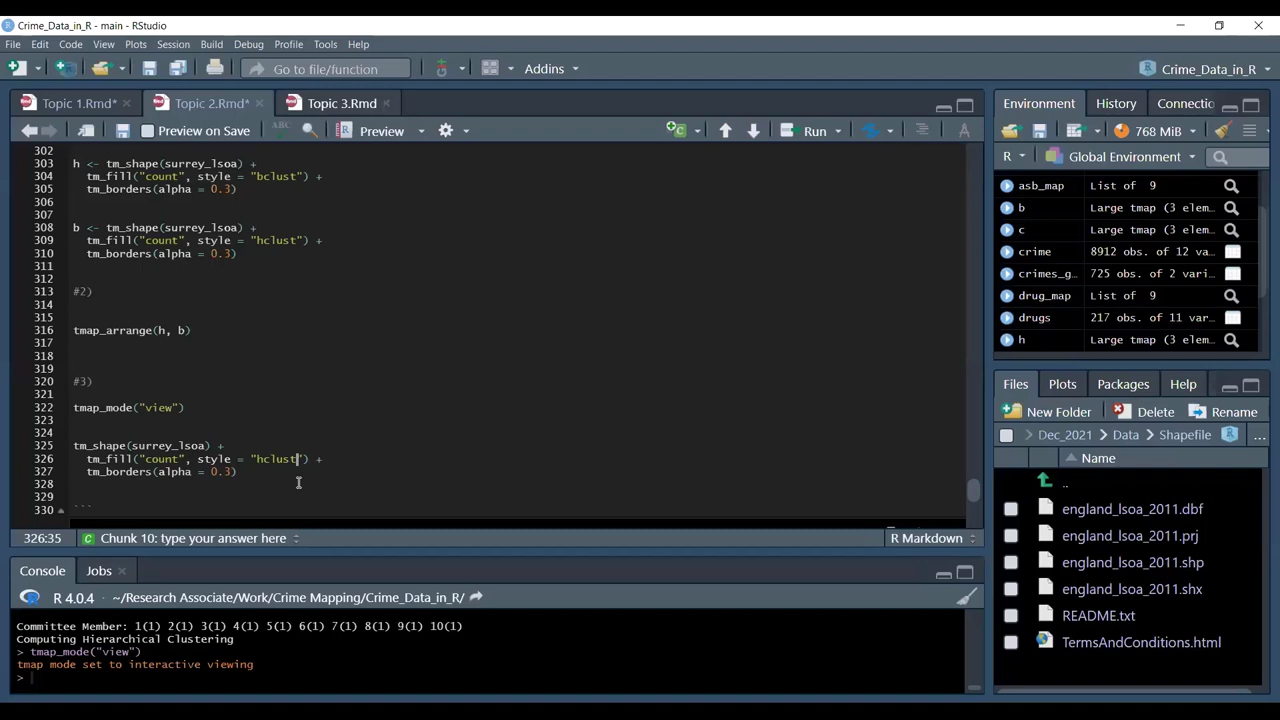 Crime_Data_in_R - main - RStudio
File Edit Code View Plots Session Build Debug Profile Tools Help
Go to file/function Addins Crime_Data_in_R
Topic 1.Rmd* Topic 2.Rmd* Topic 3.Rmd
Preview on Save ABC Preview Run
302
303 h <- tm_shape(surrey_lsoa) +
304 tm_fill("count", style = "bclust") +
305 tm_borders(alpha = 0.3)
306
307
308 b <- tm_shape(surrey_lsoa) +
309 tm_fill("count", style = "hclust") +
310 tm_borders(alpha = 0.3)
311
312
313 #2)
314
315
316 tmap_arrange(h, b)
317
318
319
320 #3)
321
322 tmap_mode("view")
323
324
325 tm_shape(surrey_lsoa) +
326 tm_fill("count", style = "hclust") +
327 tm_borders(alpha = 0.3)
328
329
330 ```
326:35 Chunk 10: type your answer here R Markdown
Console Jobs
R 4.0.4 · ~/Research Associate/Work/Crime Mapping/Crime_Data_in_R/
Committee Member: 1(1) 2(1) 3(1) 4(1) 5(1) 6(1) 7(1) 8(1) 9(1) 10(1)
Computing Hierarchical Clustering
> tmap_mode("view")
tmap mode set to interactive viewing
>
Environment History Connectio
768 MiB
R Global Environment
asb_map List of 9
b Large tmap (3 elem…
c Large tmap (3 elem…
crime 8912 obs. of 12 va…
crimes_g… 725 obs. of 2 vari…
drug_map List of 9
drugs 217 obs. of 11 var…
h Large tmap (3 elem…
Files Plots Packages Help
New Folder Delete Rename
Dec_2021 Data Shapefile ...
Name
..
england_lsoa_2011.dbf
england_lsoa_2011.prj
england_lsoa_2011.shp
england_lsoa_2011.shx
README.txt
TermsAndConditions.html